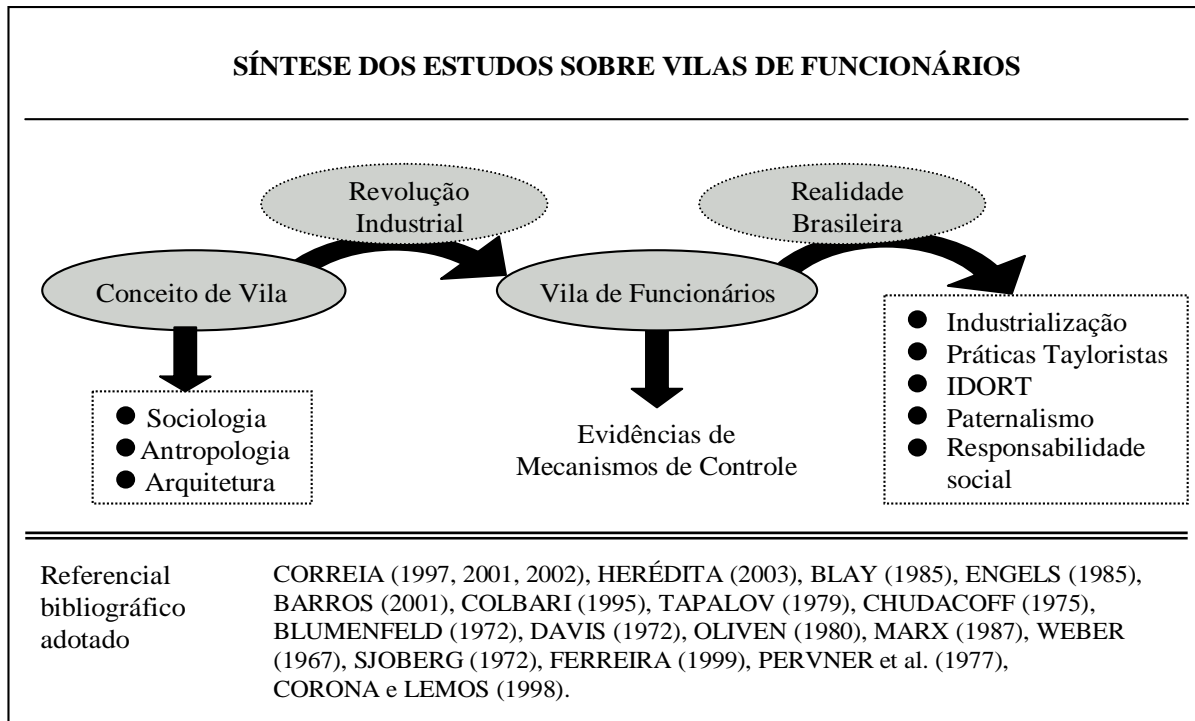 SÍNTESE DOS ESTUDOS SOBRE VILAS DE FUNCIONÁRIOS
Revolução
Industrial
Realidade
Brasileira
Conceito de Vila
Vila de Funcionários
● Sociologia
● Antropologia
● Arquitetura
Evidências de
Mecanismos de Controle
● Industrialização
● Práticas Tayloristas
● IDORT
● Paternalismo
● Responsabilidade
social
Referencial
bibliográfico
adotado
CORREIA (1997, 2001, 2002), HERÉDITA (2003), BLAY (1985), ENGELS (1985),
BARROS (2001), COLBARI (1995), TAPALOV (1979), CHUDACOFF (1975),
BLUMENFELD (1972), DAVIS (1972), OLIVEN (1980), MARX (1987), WEBER
(1967), SJOBERG (1972), FERREIRA (1999), PERVNER et al. (1977),
CORONA e LEMOS (1998).